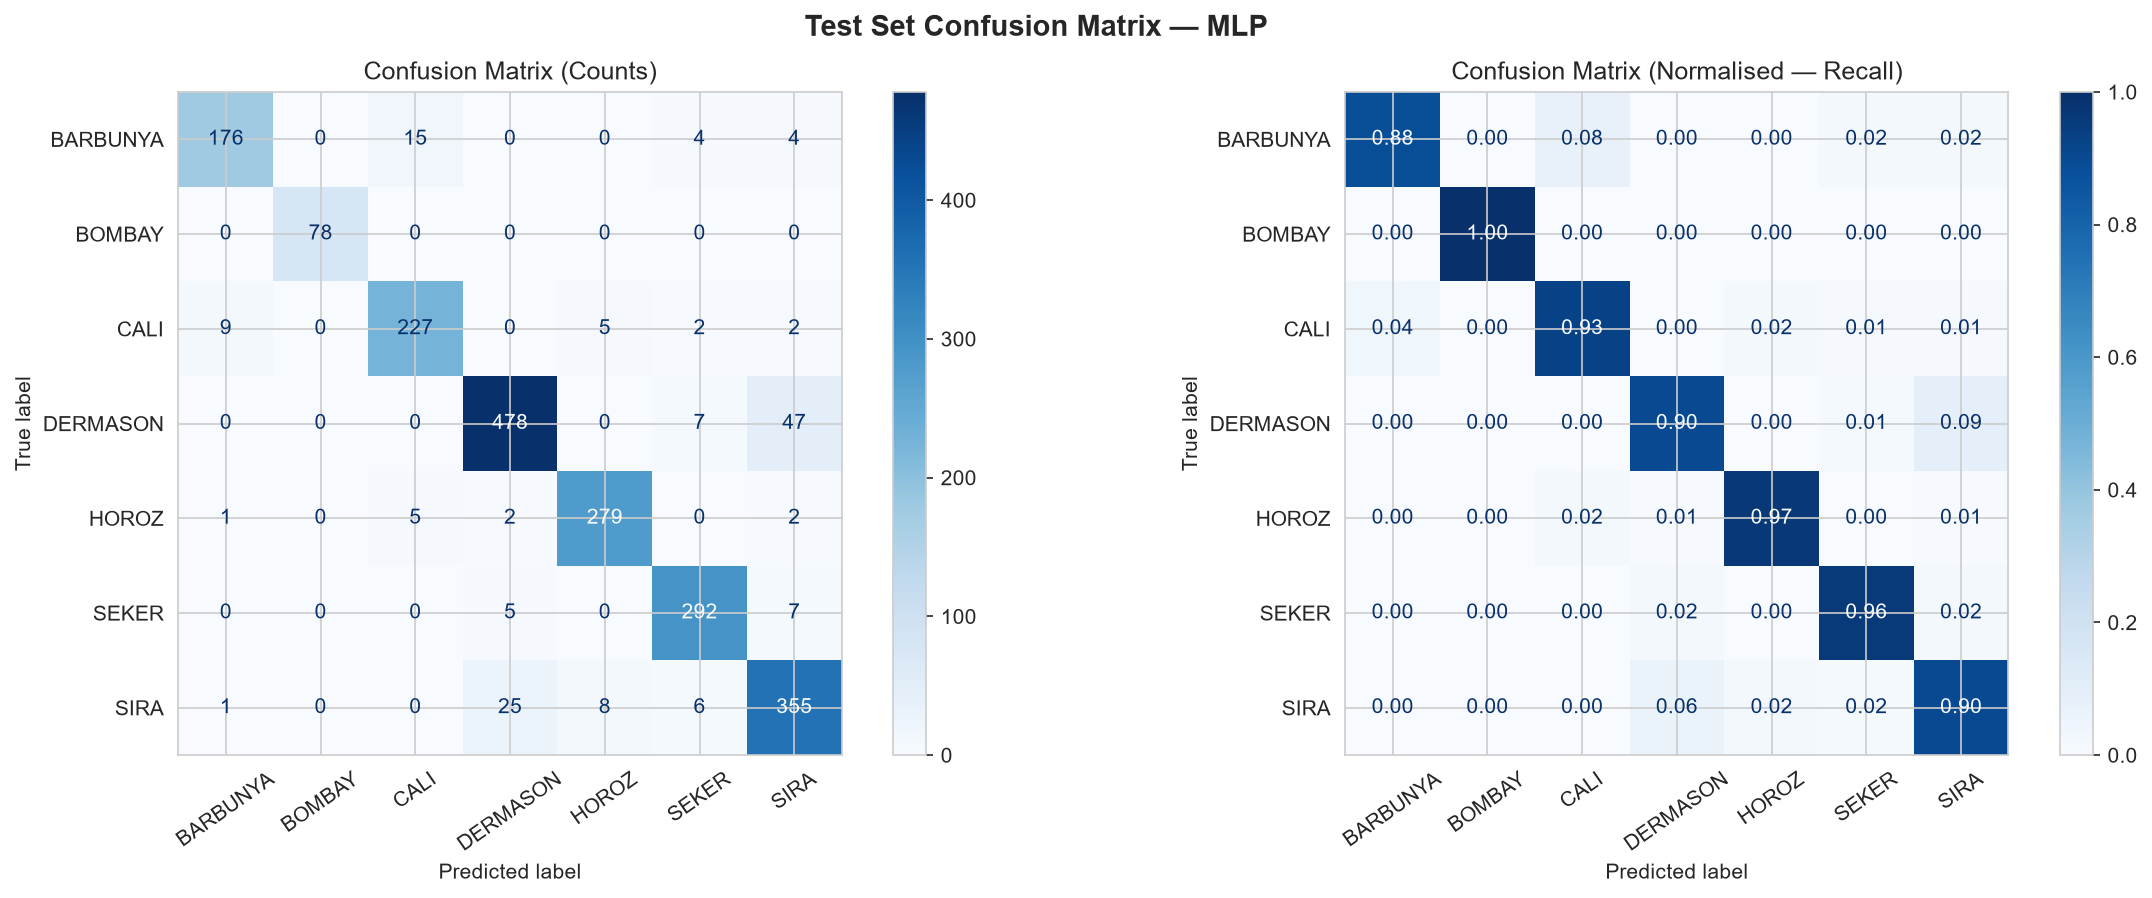 Test Set Confusion Matrix — MLP
Confusion Matrix (Counts)
True label
BARBUNYA 176 0 15 0 0 4 4
BOMBAY 0 78 0 0 0 0 0
CALI 9 0 227 0 5 2 2
DERMASON 0 0 0 478 0 7 47
HOROZ 1 0 5 2 279 0 2
SEKER 0 0 0 5 0 292 7
SIRA 1 0 0 25 8 6 355
BARBUNYA BOMBAY CALI DERMASON HOROZ SEKER SIRA
Predicted label
400
300
200
100
0
Confusion Matrix (Normalised — Recall)
True label
BARBUNYA 0.88 0.00 0.08 0.00 0.00 0.02 0.02
BOMBAY 0.00 1.00 0.00 0.00 0.00 0.00 0.00
CALI 0.04 0.00 0.93 0.00 0.02 0.01 0.01
DERMASON 0.00 0.00 0.00 0.90 0.00 0.01 0.09
HOROZ 0.00 0.00 0.02 0.01 0.97 0.00 0.01
SEKER 0.00 0.00 0.00 0.02 0.00 0.96 0.02
SIRA 0.00 0.00 0.00 0.06 0.02 0.02 0.90
BARBUNYA BOMBAY CALI DERMASON HOROZ SEKER SIRA
Predicted label
1.0
0.8
0.6
0.4
0.2
0.0